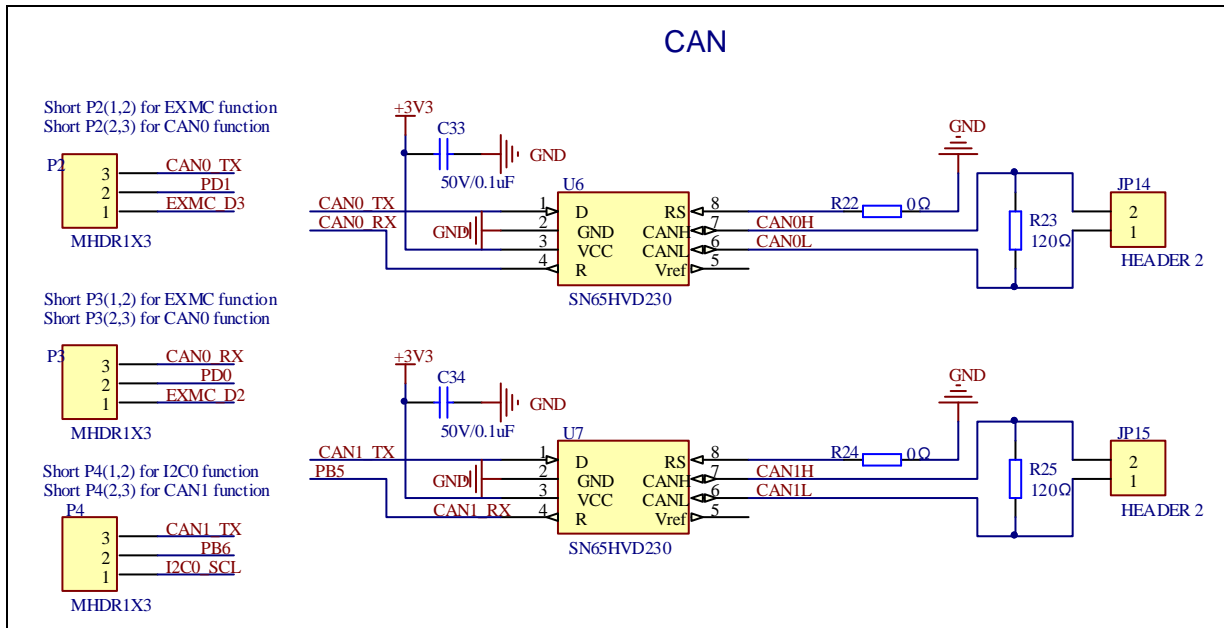 CAN
Short P2(1,2) for EXMC function
Short P2(2,3) for CAN0 function
P2
3 CAN0_TX
2 PD1
1 EXMC_D3
MHDR1X3
+3V3
C33
GND
50V/0.1uF
U6
CAN0_TX 1 D RS 8 R22 0Ω GND
CAN0_RX GND 2 GND CANH 7 CAN0H
3 VCC CANL 6 CAN0L
4 R Vref 5
SN65HVD230
R23
120Ω
JP14
2
1
HEADER 2
Short P3(1,2) for EXMC function
Short P3(2,3) for CAN0 function
P3
3 CAN0_RX
2 PD0
1 EXMC_D2
MHDR1X3
+3V3
C34
GND
50V/0.1uF
U7
CAN1_TX 1 D RS 8 R24 0Ω GND
PB5 GND 2 GND CANH 7 CAN1H
3 VCC CANL 6 CAN1L
CAN1_RX 4 R Vref 5
SN65HVD230
R25
120Ω
JP15
2
1
HEADER 2
Short P4(1,2) for I2C0 function
Short P4(2,3) for CAN1 function
P4
3 CAN1_TX
2 PB6
1 I2C0_SCL
MHDR1X3